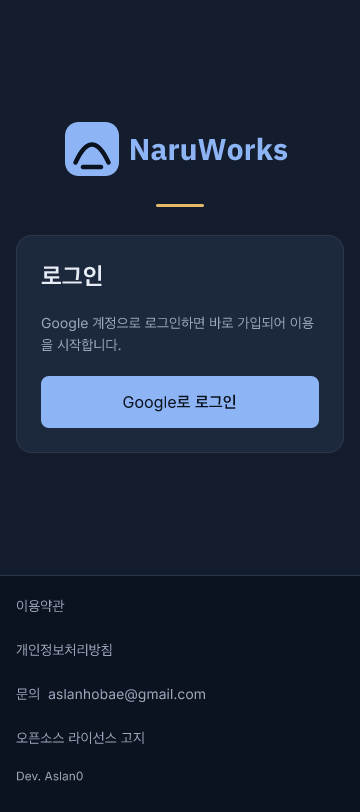 NaruWorks
로그인
Google 계정으로 로그인하면 바로 가입되어 이용
을 시작합니다.
Google로 로그인
이용약관
개인정보처리방침
문의 aslanhobae@gmail.com
오픈소스 라이선스 고지
Dev. Aslan0